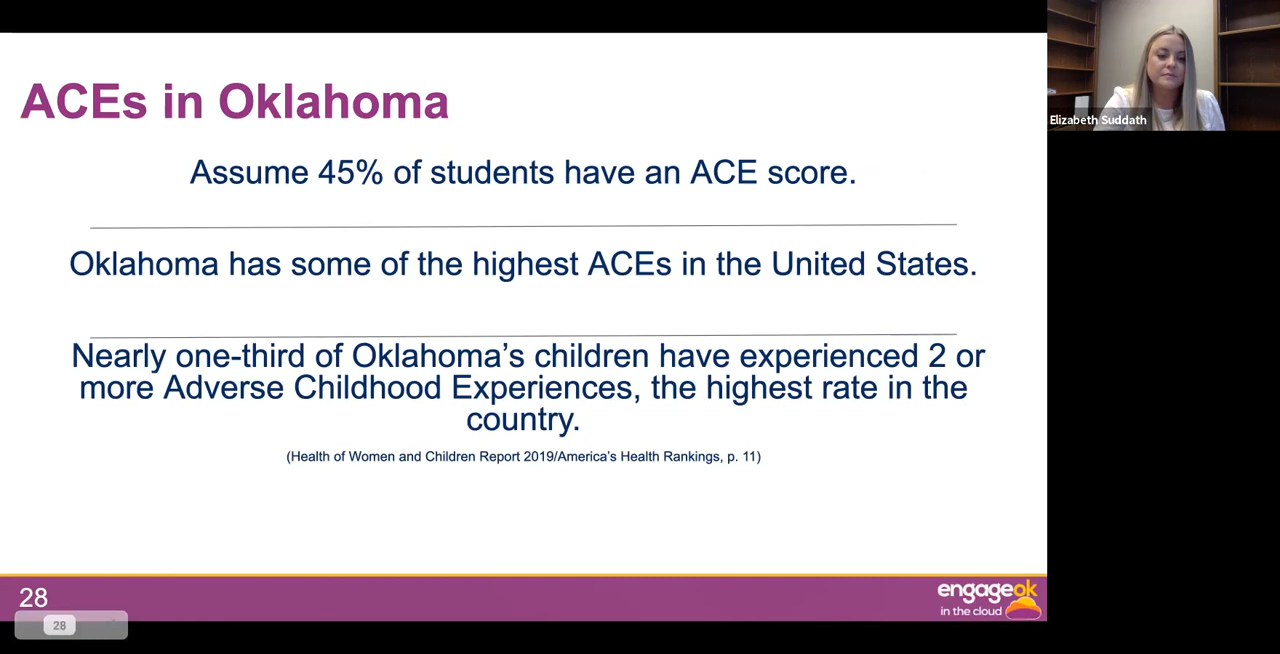 ACEs in Oklahoma
Assume 45% of students have an ACE score.
Oklahoma has some of the highest ACEs in the United States.
Nearly one-third of Oklahoma’s children have experienced 2 or
more Adverse Childhood Experiences, the highest rate in the
country.
(Health of Women and Children Report 2019/America’s Health Rankings, p. 11)
28
28
engageok
in the cloud
Elizabeth Suddath